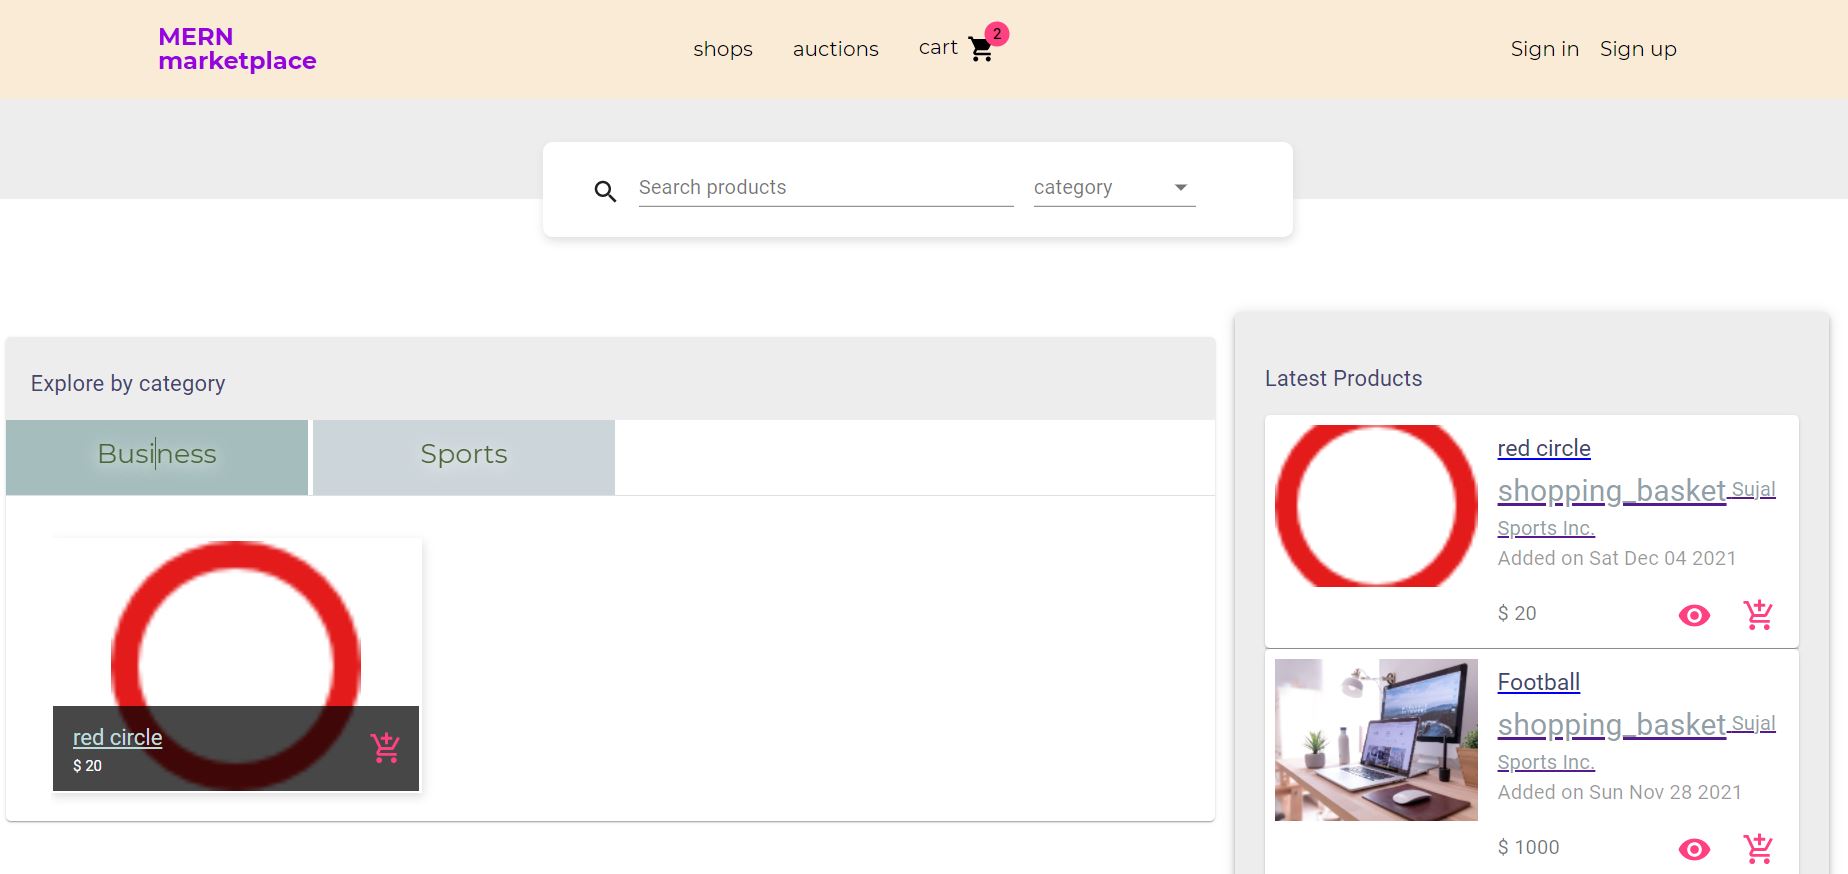 MERN
marketplace
shops auctions cart 2
Sign in Sign up
Search products category
Explore by category
Business Sports
red circle
$ 20
Latest Products
red circle
shopping_basket Sujal
Sports Inc.
Added on Sat Dec 04 2021
$ 20
Football
shopping_basket Sujal
Sports Inc.
Added on Sun Nov 28 2021
$ 1000